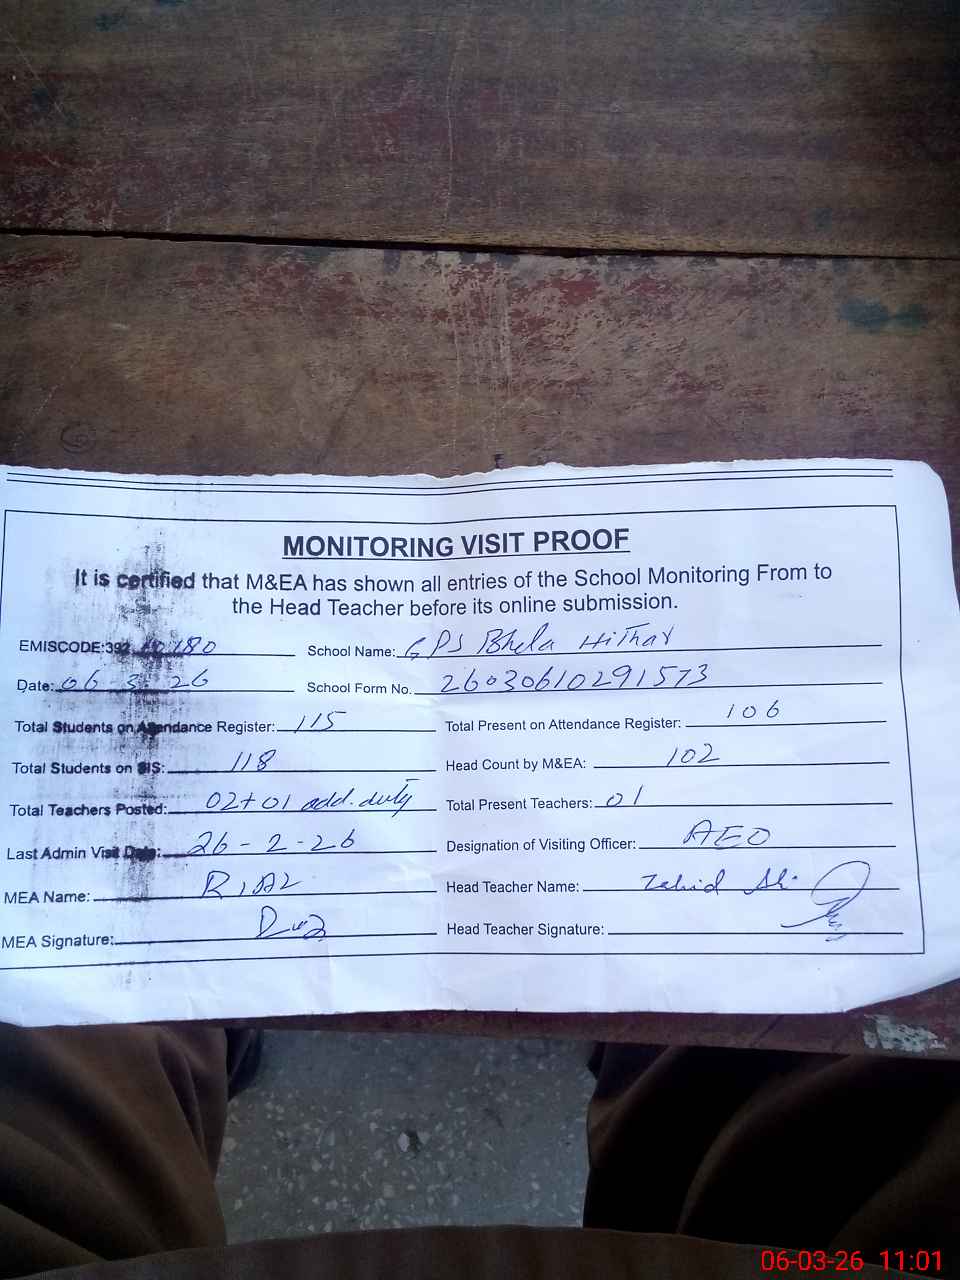 MONITORING VISIT PROOF
It is certified that M&EA has shown all entries of the School Monitoring From to
the Head Teacher before its online submission.
EMISCODE:392 10180 School Name: GPS Bhela Hithar
Date: 06-3-26 School Form No. 26030610291573
Total Students on Attendance Register: 115 Total Present on Attendance Register: 106
Total Students on SIS: 118 Head Count by M&EA: 102
Total Teachers Posted: 02+01 add. duty Total Present Teachers: 01
Last Admin Visit Date: 26-2-26 Designation of Visiting Officer: AEO
MEA Name: RIAZ Head Teacher Name: Zahid Ali
MEA Signature: Head Teacher Signature:
06-03-26 11:01